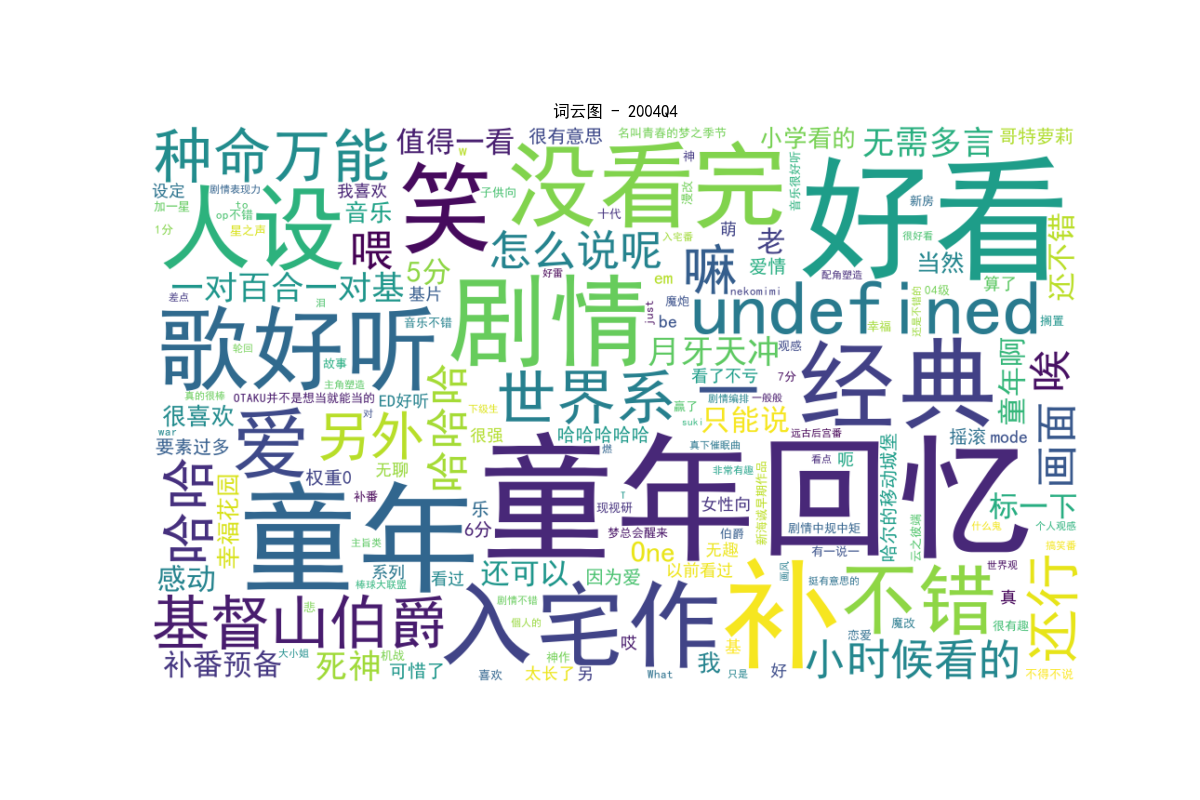 词云图 - 2004Q4
种命万能
值得一看
很有意思
名叫青春的梦之季节
小学看的
无需多言
哥特萝莉
W
神
设定
剧情表现力
我喜欢
笑
子供向
没看完
漫改
音乐很好听
好看
新房
加一星
to
op不错
人设
音乐
十代
1分
星之声
喂
怎么说呢
入宅番
萌
老
很好看
还不错
嘛
爱情
配角塑造
当然
一对百合一对基
5分
好雷
em
nekomimi
算了
差点
泪
基片
剧情
魔炮
undefined
04级
歌好听
音乐不错
just
be
幸福
还是不错的
搁置
轮回
故事
月牙天冲
观感
经典
童年啊
唉
真的很棒
主角塑造
哈哈哈
世界系
看了不亏
7分
一
OTAKU并不是想当就能当的
ED好听
下级生
赢了
剧情编排
一般般
很喜欢
爱
对
另外
suki
只能说
war
要素过多
很强
哈哈哈哈哈
燃
真下催眠曲
远古后宫番
摇滚
mode
画面
哈哈哈
幸福花园
权重0
无聊
童年回忆
非常有趣
看点
呃
哈尔的移动城堡
补番
童年
乐
现视研
T
女性向
新海诚早期作品
标一下
主旨类
6分
梦总会醒来
伯爵
剧情中规中矩
云之彼端
什么鬼
个人观感
One
无趣
有一说一
搞笑番
感动
系列
看过
还可以
因为爱
以前看过
画风
世界观
棒球大联盟
补
挺有意思的
不错
还行
基督山伯爵
悲
剧情不错
入宅作
真
個人的
魔改
很有趣
恋爱
哎
基
补番预备
大小姐
死神
机战
可惜了
神作
我
小时候看的
喜欢
太长了
另
What
只是
好
不得不说